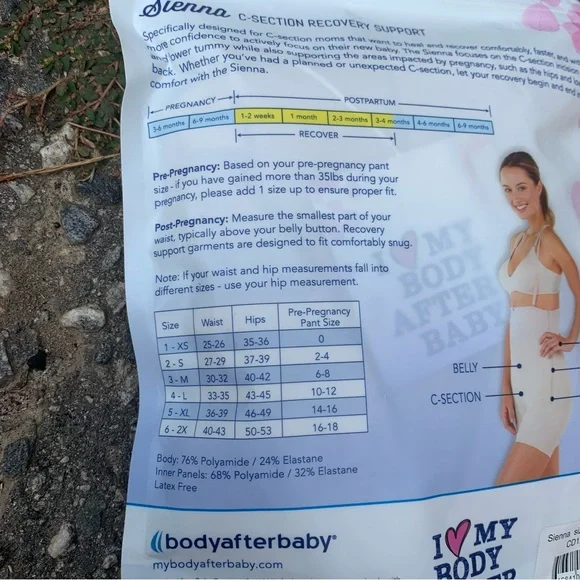 Sienna C-SECTION RECOVERY SUPPORT
Specifically designed for C-section moms that want to heal and recover comfortably, faster, and with
more confidence to actively focus on their new baby. The Sienna focuses on the C-section incision
and lower tummy while also supporting the areas impacted by pregnancy, such as the hips and low
back. Whether you've had a planned or unexpected C-section, let your recovery begin and end in
comfort with the Sienna.
PREGNANCY POSTPARTUM
3-6 months 6-9 months 1-2 weeks 1 month 2-3 months 3-4 months 4-6 months 6-9 months
RECOVER
Pre-Pregnancy: Based on your pre-pregnancy pant
size - if you have gained more than 35lbs during your
pregnancy, please add 1 size up to ensure proper fit.
Post-Pregnancy: Measure the smallest part of your
waist, typically above your belly button. Recovery
support garments are designed to fit comfortably snug.
Note: If your waist and hip measurements fall into
different sizes - use your hip measurement.
I MY
BODY
AFTER
BABY
Size Waist Hips Pre-Pregnancy
Pant Size
1 - XS 25-26 35-36 0
2 - S 27-29 37-39 2-4
3 - M 30-32 40-42 6-8
4 - L 33-35 43-45 10-12
5 - XL 36-39 46-49 14-16
6 - 2X 40-43 50-53 16-18
BELLY
C-SECTION
Body: 76% Polyamide / 24% Elastane
Inner Panels: 68% Polyamide / 32% Elastane
Latex Free
bodyafterbaby®
mybodyafterbaby.com
I MY
BODY
Sienna